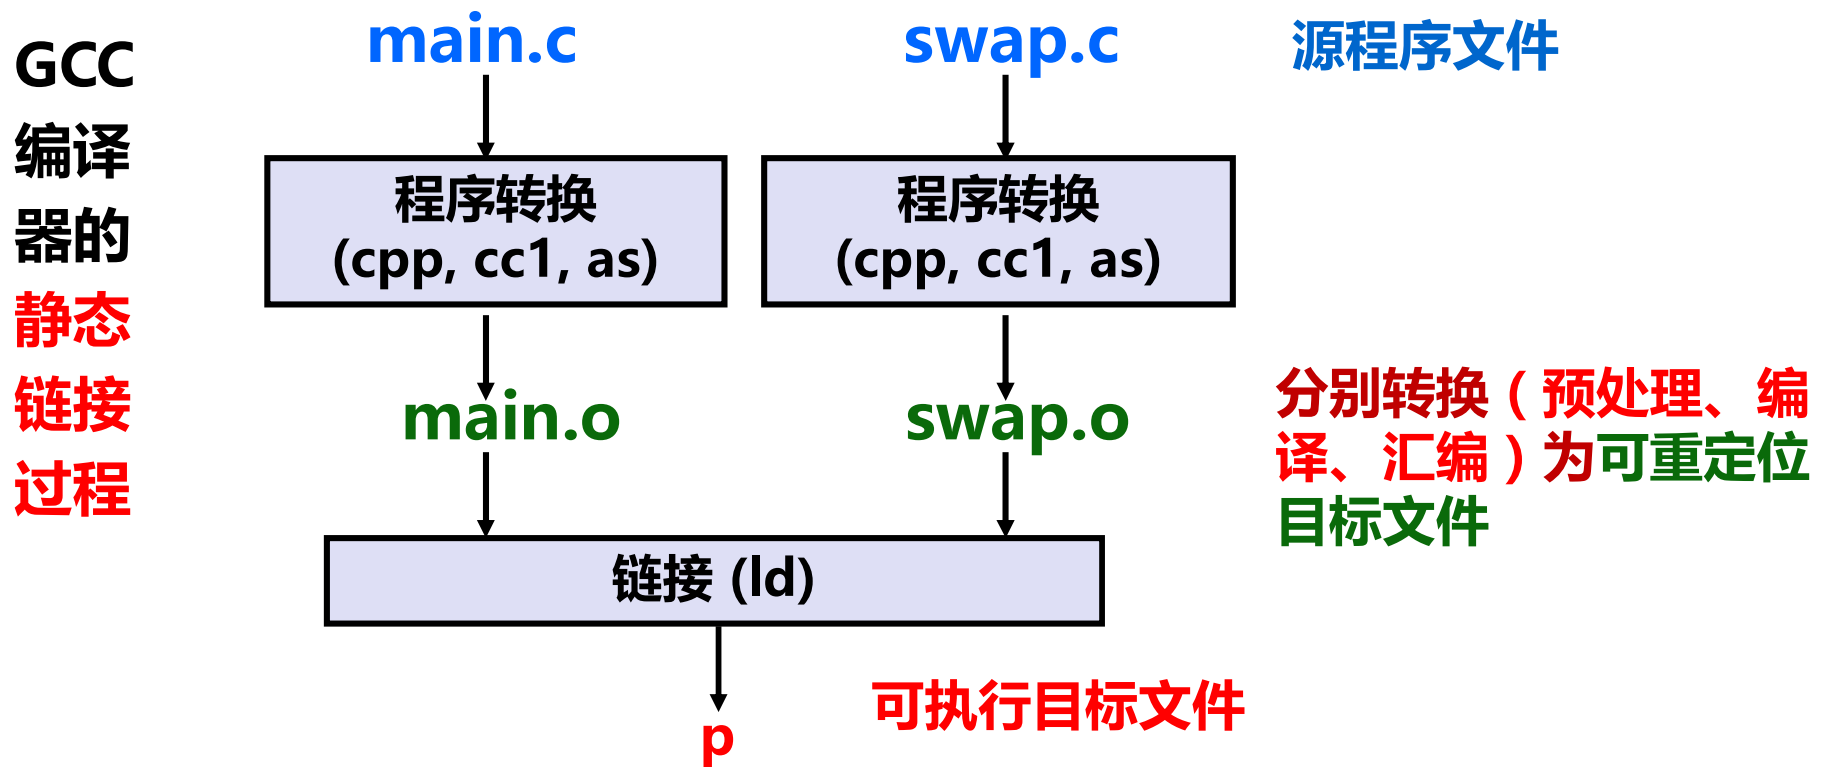 GCC
编译
器的
静态
链接
过程
main.c
swap.c
源程序文件
程序转换
(cpp, cc1, as)
程序转换
(cpp, cc1, as)
main.o
swap.o
分别转换（预处理、编
译、汇编）为可重定位
目标文件
链接 (ld)
可执行目标文件
p